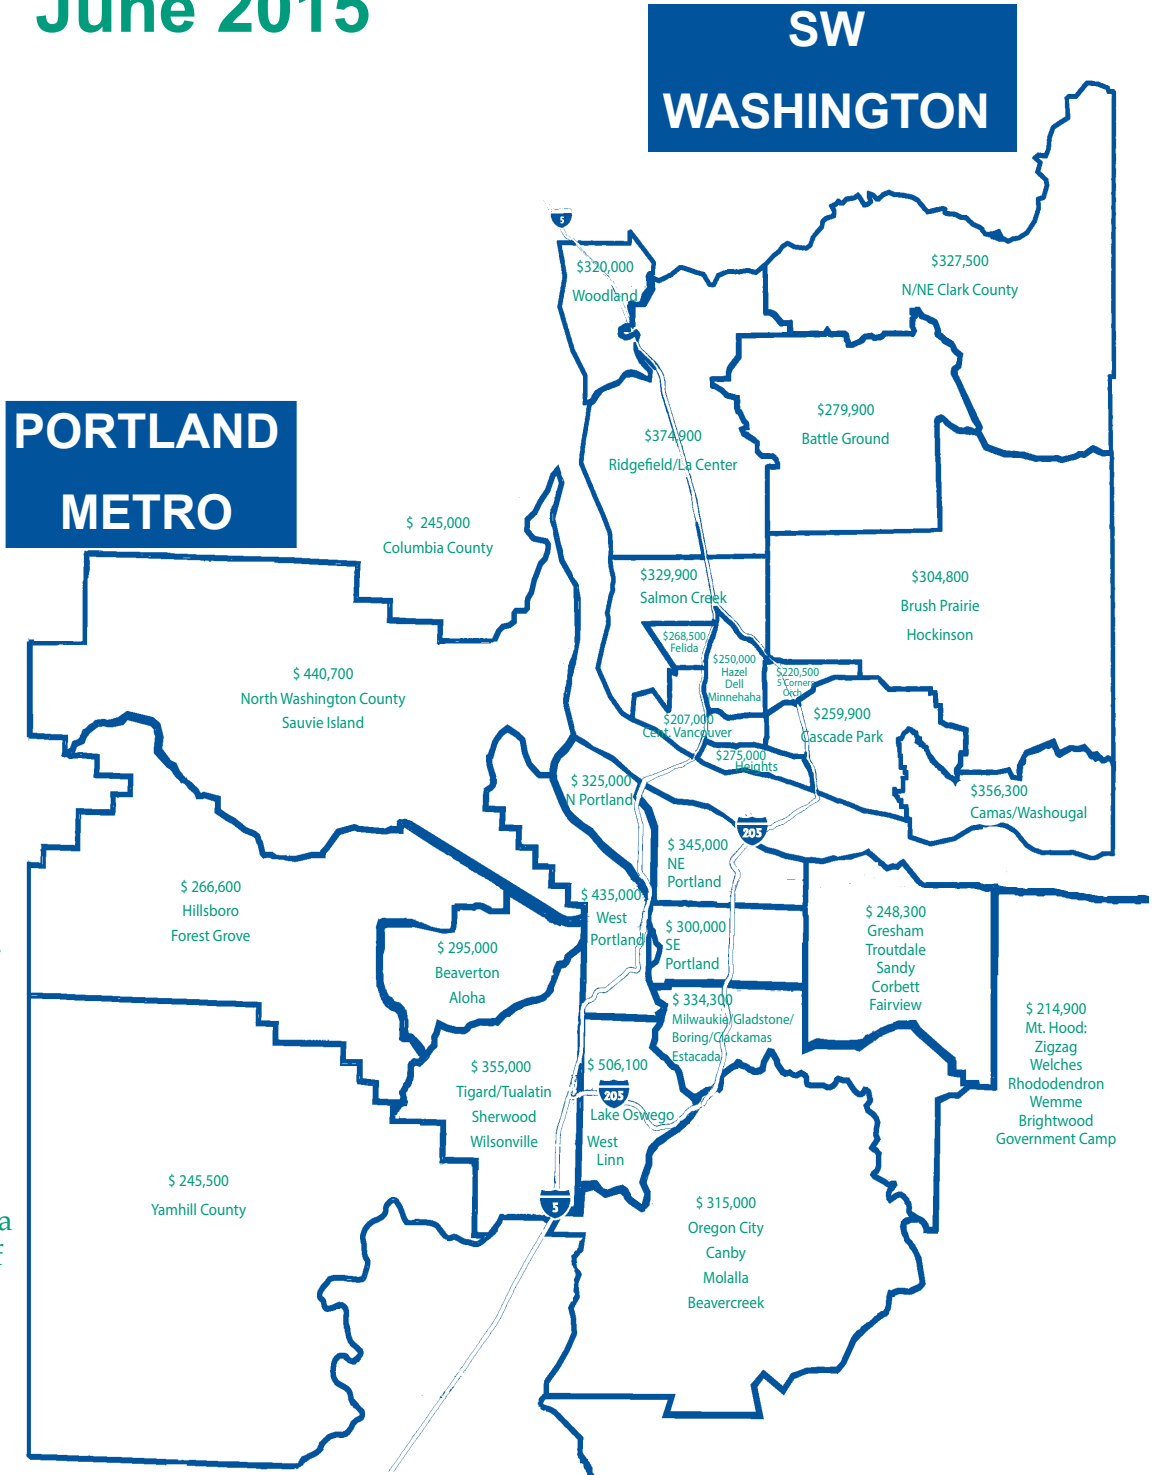 June 2015
SW
WASHINGTON
5
$320,000
Woodland
$327,500
N/NE Clark County
$279,900
Battle Ground
$374,900
Ridgefield/La Center
PORTLAND
METRO
$ 245,000
Columbia County
$329,900
Salmon Creek
$304,800
Brush Prairie
Hockinson
$268,500
Felida
$250,000
Hazel
Dell
Minnehaha
$220,500
5 Corners
Orch.
$ 440,700
North Washington County
Sauvie Island
$207,000
Cent. Vancouver
$259,900
Cascade Park
$275,000
Heights
$ 325,000
N Portland
$356,300
Camas/Washougal
205
$ 345,000
NE
Portland
$ 266,600
Hillsboro
Forest Grove
$ 435,000
West
Portland
$ 300,000
SE
Portland
$ 248,300
Gresham
Troutdale
Sandy
Corbett
Fairview
$ 295,000
Beaverton
Aloha
$ 334,300
Milwaukie/Gladstone/
Boring/Clackamas
Estacada
$ 214,900
Mt. Hood:
Zigzag
Welches
Rhododendron
Wemme
Brightwood
Government Camp
$ 355,000
Tigard/Tualatin
Sherwood
Wilsonville
$ 506,100
205
Lake Oswego
West
Linn
$ 245,500
Yamhill County
a
5
$ 315,000
Oregon City
Canby
Molalla
Beavercreek